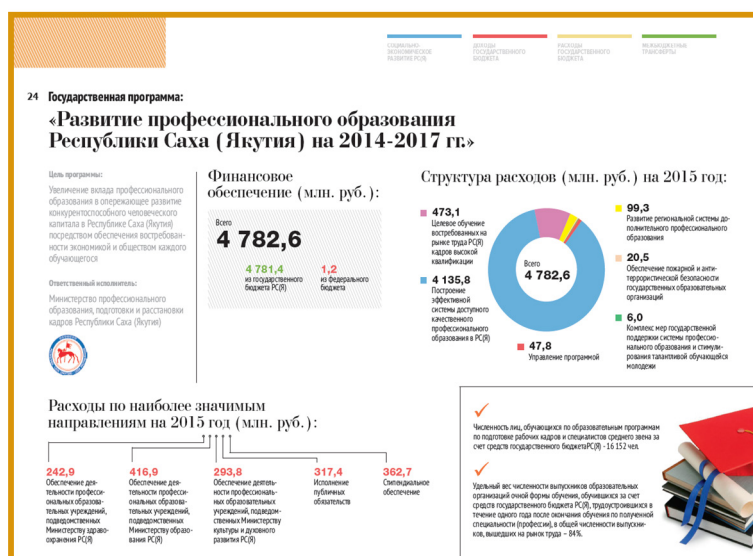 СОЦИАЛЬНО-
ЭКОНОМИЧЕСКОЕ
РАЗВИТИЕ РС(Я)
ДОХОДЫ
ГОСУДАРСТВЕННОГО
БЮДЖЕТА
РАСХОДЫ
ГОСУДАРСТВЕННОГО
БЮДЖЕТА
МЕЖБЮДЖЕТНЫЕ
ТРАНСФЕРТЫ
24 Государственная программа:
«Развитие профессионального образования
Республики Саха (Якутия) на 2014-2017 гг.»
Цель программы:
Увеличение вклада профессионального
образования в опережающее развитие
конкурентоспособного человеческого
капитала в Республике Саха (Якутия)
посредством обеспечения востребован-
ности экономикой и обществом каждого
обучающегося
Ответственный исполнитель:
Министерство профессионального
образования, подготовки и расстановки
кадров Республики Саха (Якутия)
Финансовое
обеспечение (млн. руб.):
Всего
4 782,6
4 781,4
из государственного
бюджета РС(Я)
1,2
из федерального
бюджета
Структура расходов (млн. руб.) на 2015 год:
473,1
Целевое обучение
востребованных на
рынке труда РС(Я)
кадров высокой
квалификации
4 135,8
Построение
эффективной
системы доступного
качественного
профессионального
образования в РС(Я)
Всего
4 782,6
47,8
Управление программой
99,3
Развитие региональной системы до-
полнительного профессионального
образования
20,5
Обеспечение пожарной и анти-
террористической безопасности
государственных образовательных
организаций
6,0
Комплекс мер государственной
поддержки системы профессио-
нального образования и стимули-
рования талантливой обучающейся
молодежи
Расходы по наиболее значимым
направлениям на 2015 год (млн. руб.):
242,9
Обеспечение дея-
тельности професси-
ональных образова-
тельных учреждений,
подведомственных
Министерству здраво-
охранения РС(Я)
416,9
Обеспечение дея-
тельности професси-
ональных образова-
тельных учреждений,
подведомственных
Министерству образо-
вания РС(Я)
293,8
Обеспечение деятель-
ности профессиональ-
ных образовательных
учреждений, подведом-
ственных Министерству
культуры и духовного
развития РС(Я)
317,4
Исполнение
публичных
обязательств
362,7
Стипендиальное
обеспечение
Численность лиц, обучающихся по образовательным программам
по подготовке рабочих кадров и специалистов среднего звена за
счет средств государственного бюджетаРС(Я) - 16 152 чел.
Удельный вес численности выпускников образовательных
организаций очной формы обучения, обучившихся за счет
средств государственного бюджета РС(Я), трудоустроившихся в
течение одного года после окончания обучения по полученной
специальности (профессии), в общей численности выпускни-
ков, вышедших на рынок труда – 84%.